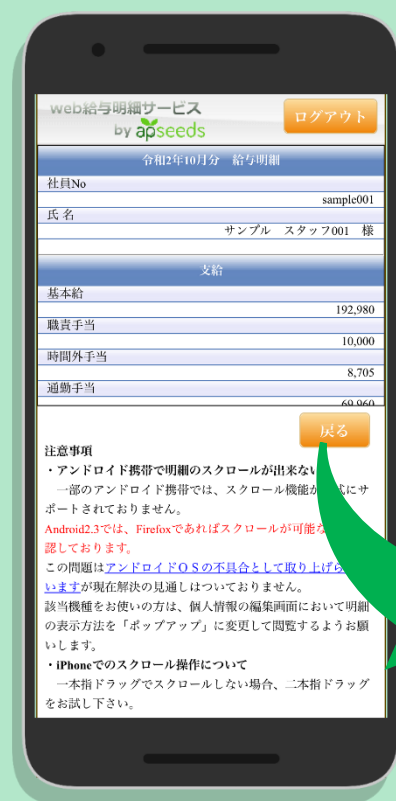 web給与明細サービス
by apseeds
ログアウト
令和2年10月分 給与明細
社員No
sample001
氏名
サンプル スタッフ001 様
支給
基本給
192,980
職責手当
10,000
時間外手当
8,705
通勤手当
69,960
戻る
注意事項
・アンドロイド携帯で明細のスクロールが出来ない
一部のアンドロイド携帯では、スクロール機能が 式にサ
ポートされておりません。
Android2.3では、Firefoxであればスクロールが可能な
認しております。
この問題はアンドロイドOSの不具合として取り上げら
いますが現在解決の見通しはついておりません。
該当機種をお使いの方は、個人情報の編集画面において明細
の表示方法を「ポップアップ」に変更して閲覧するようお願
いします。
・iPhoneでのスクロール操作について
一本指ドラッグでスクロールしない場合、二本指ドラッグ
をお試し下さい。